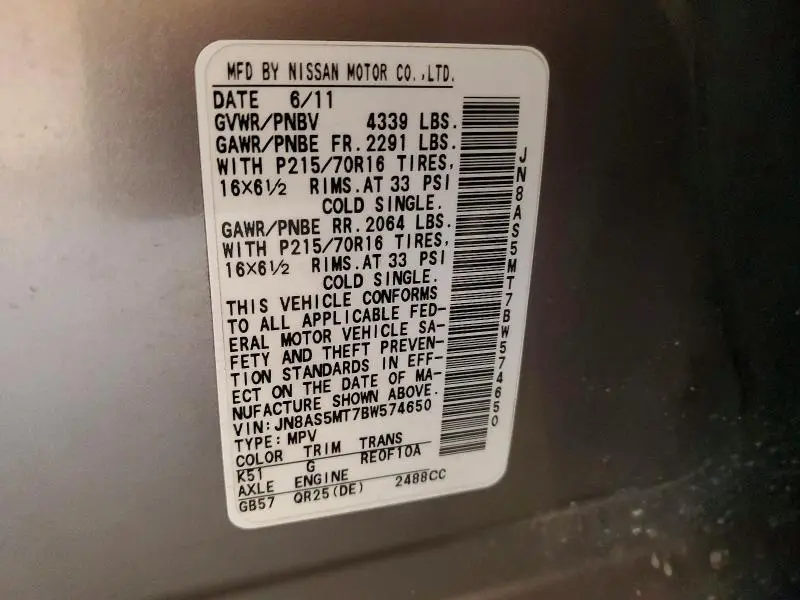 MFD BY NISSAN MOTOR CO.,LTD.
DATE 6/11
GVWR/PNBV 4339 LBS.
GAWR/PNBE FR.2291 LBS.
WITH P215/70R16 TIRES,
16×6½ RIMS.AT 33 PSI
COLD SINGLE.
GAWR/PNBE RR.2064 LBS.
WITH P215/70R16 TIRES,
16×6½ RIMS.AT 33 PSI
COLD SINGLE.
THIS VEHICLE CONFORMS
TO ALL APPLICABLE FED-
ERAL MOTOR VEHICLE SA-
FETY AND THEFT PREVEN-
TION STANDARDS IN EFF-
ECT ON THE DATE OF MA-
NUFACTURE SHOWN ABOVE.
VIN:JN8AS5MT7BW574650
TYPE:MPV
COLOR TRIM TRANS
K51 G RE0F10A
AXLE ENGINE
GB57 QR25(DE) 2488CC
JN8AS5MT7BW574650